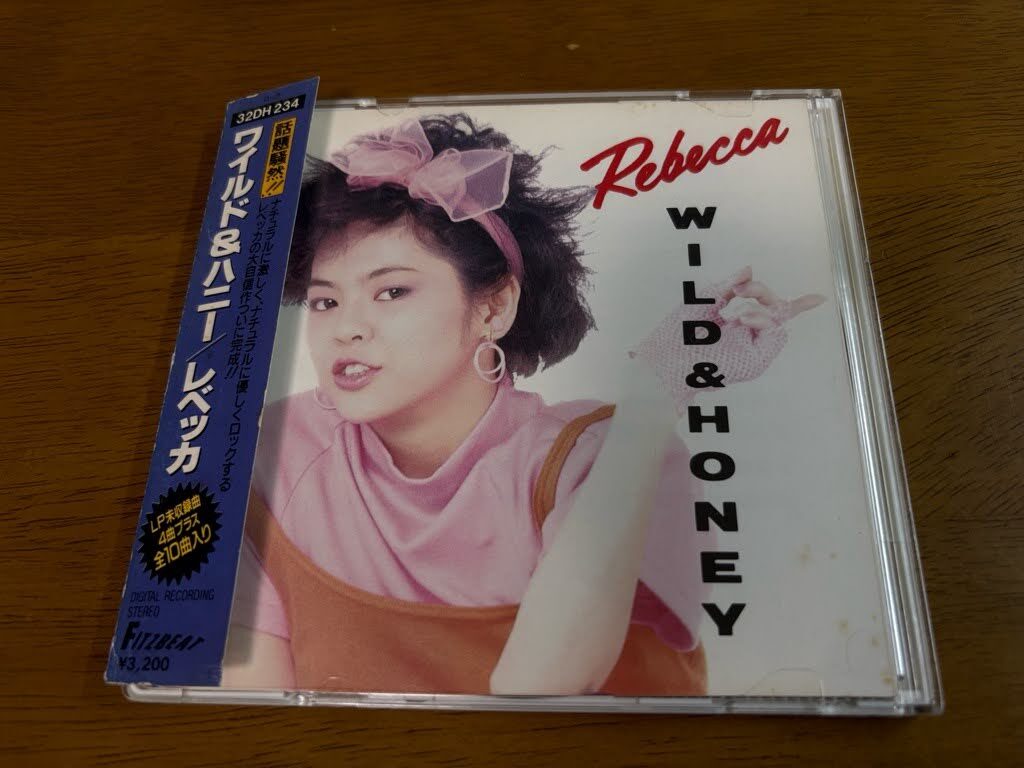 32DH 234
話題騒然!!
ワイルド&ハニー/レベッカ
ナチュラルに激しく、ナチュラルに優しくロックする
レベッカの大自信作ついに完成!!
LP未収録曲
4曲プラス
全10曲入り
DIGITAL RECORDING
STEREO
FITZBEAT
¥3,200
Rebecca
WILD&HONEY